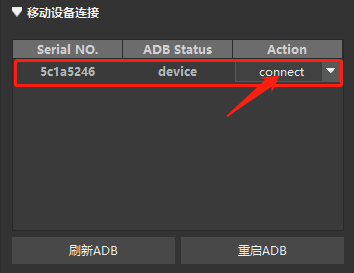 移动设备连接
Serial NO. ADB Status Action
5c1a5246 device connect
刷新ADB 重启ADB